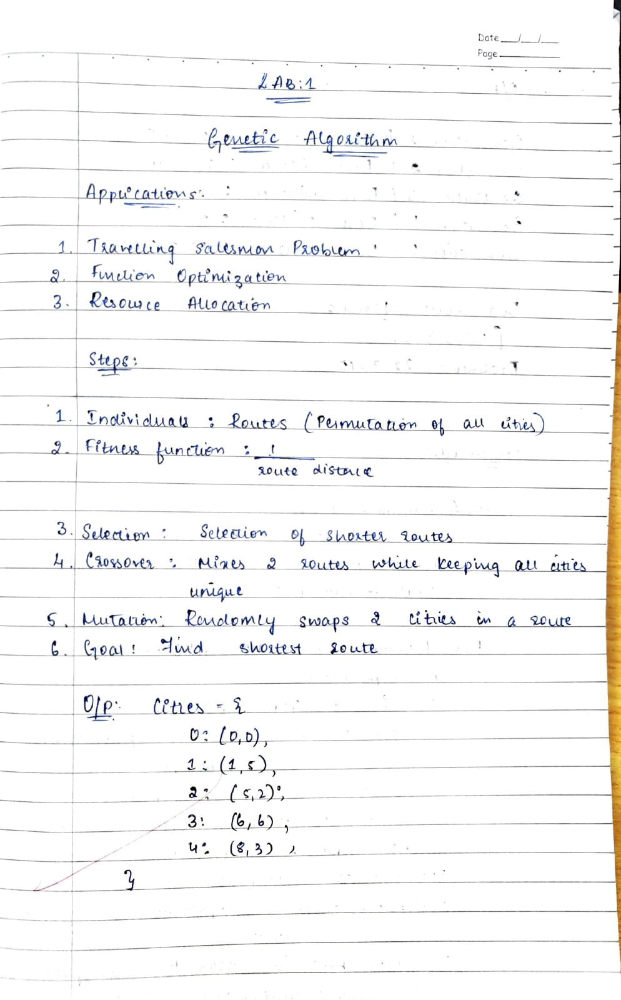 Date __/__/__
Page ______
LAB:1
Genetic Algorithm
Applications:
1. Travelling Salesman Problem
2. Function Optimization
3. Resource Allocation
Steps:
1. Individuals : Routes (Permutation of all cities)
2. Fitness function : 1
route distance
3. Selection : Selection of shorter routes
4. Crossover : Mixes 2 routes while keeping all cities
unique
5. Mutation: Randomly swaps 2 cities in a route
6. Goal: Find shortest route
O/p: Cities = {
0: (0,0),
1: (1,5),
2: (5,2),
3: (6,6),
4: (8,3),
}